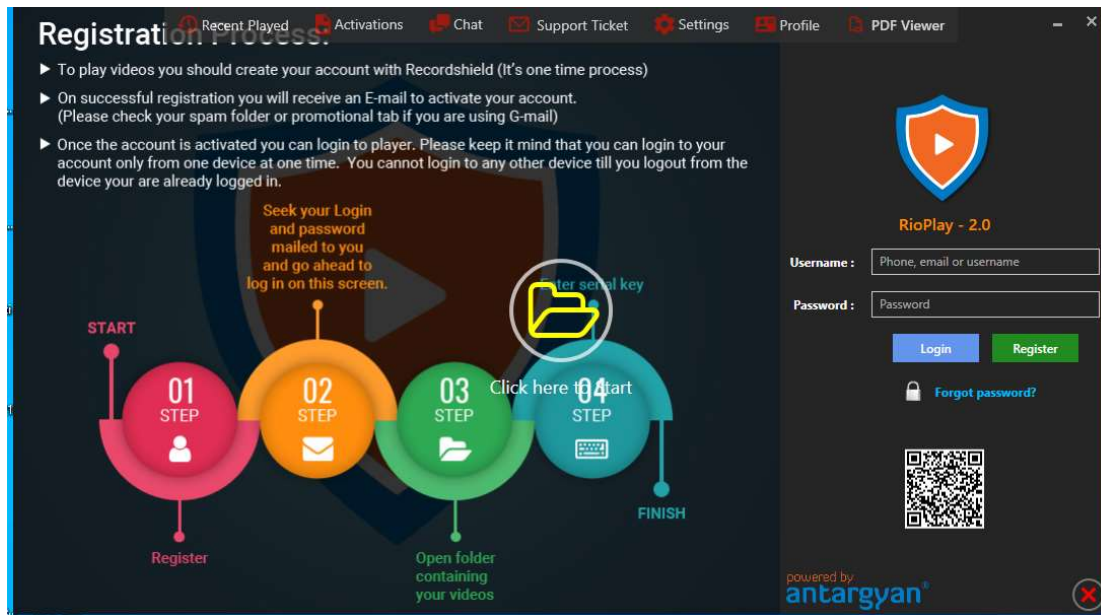 Recent Played
Activations
Chat
Support Ticket
Settings
Profile
PDF Viewer
Registration Process:
To play videos you should create your account with Recordshield (It's one time process)
On successful registration you will receive an E-mail to activate your account.
(Please check your spam folder or promotional tab if you are using G-mail)
Once the account is activated you can login to player. Please keep it mind that you can login to your
account only from one device at one time. You cannot login to any other device till you logout from the
device your are already logged in.
Seek your Login
and password
mailed to you
and go ahead to
log in on this screen.
Enter serial key
START
01
STEP
02
STEP
03
STEP
04
STEP
Click here to start
FINISH
Register
Open folder
containing
your videos
RioPlay - 2.0
Username :
Phone, email or username
Password :
Password
Login
Register
Forgot password?
powered by
antargyan